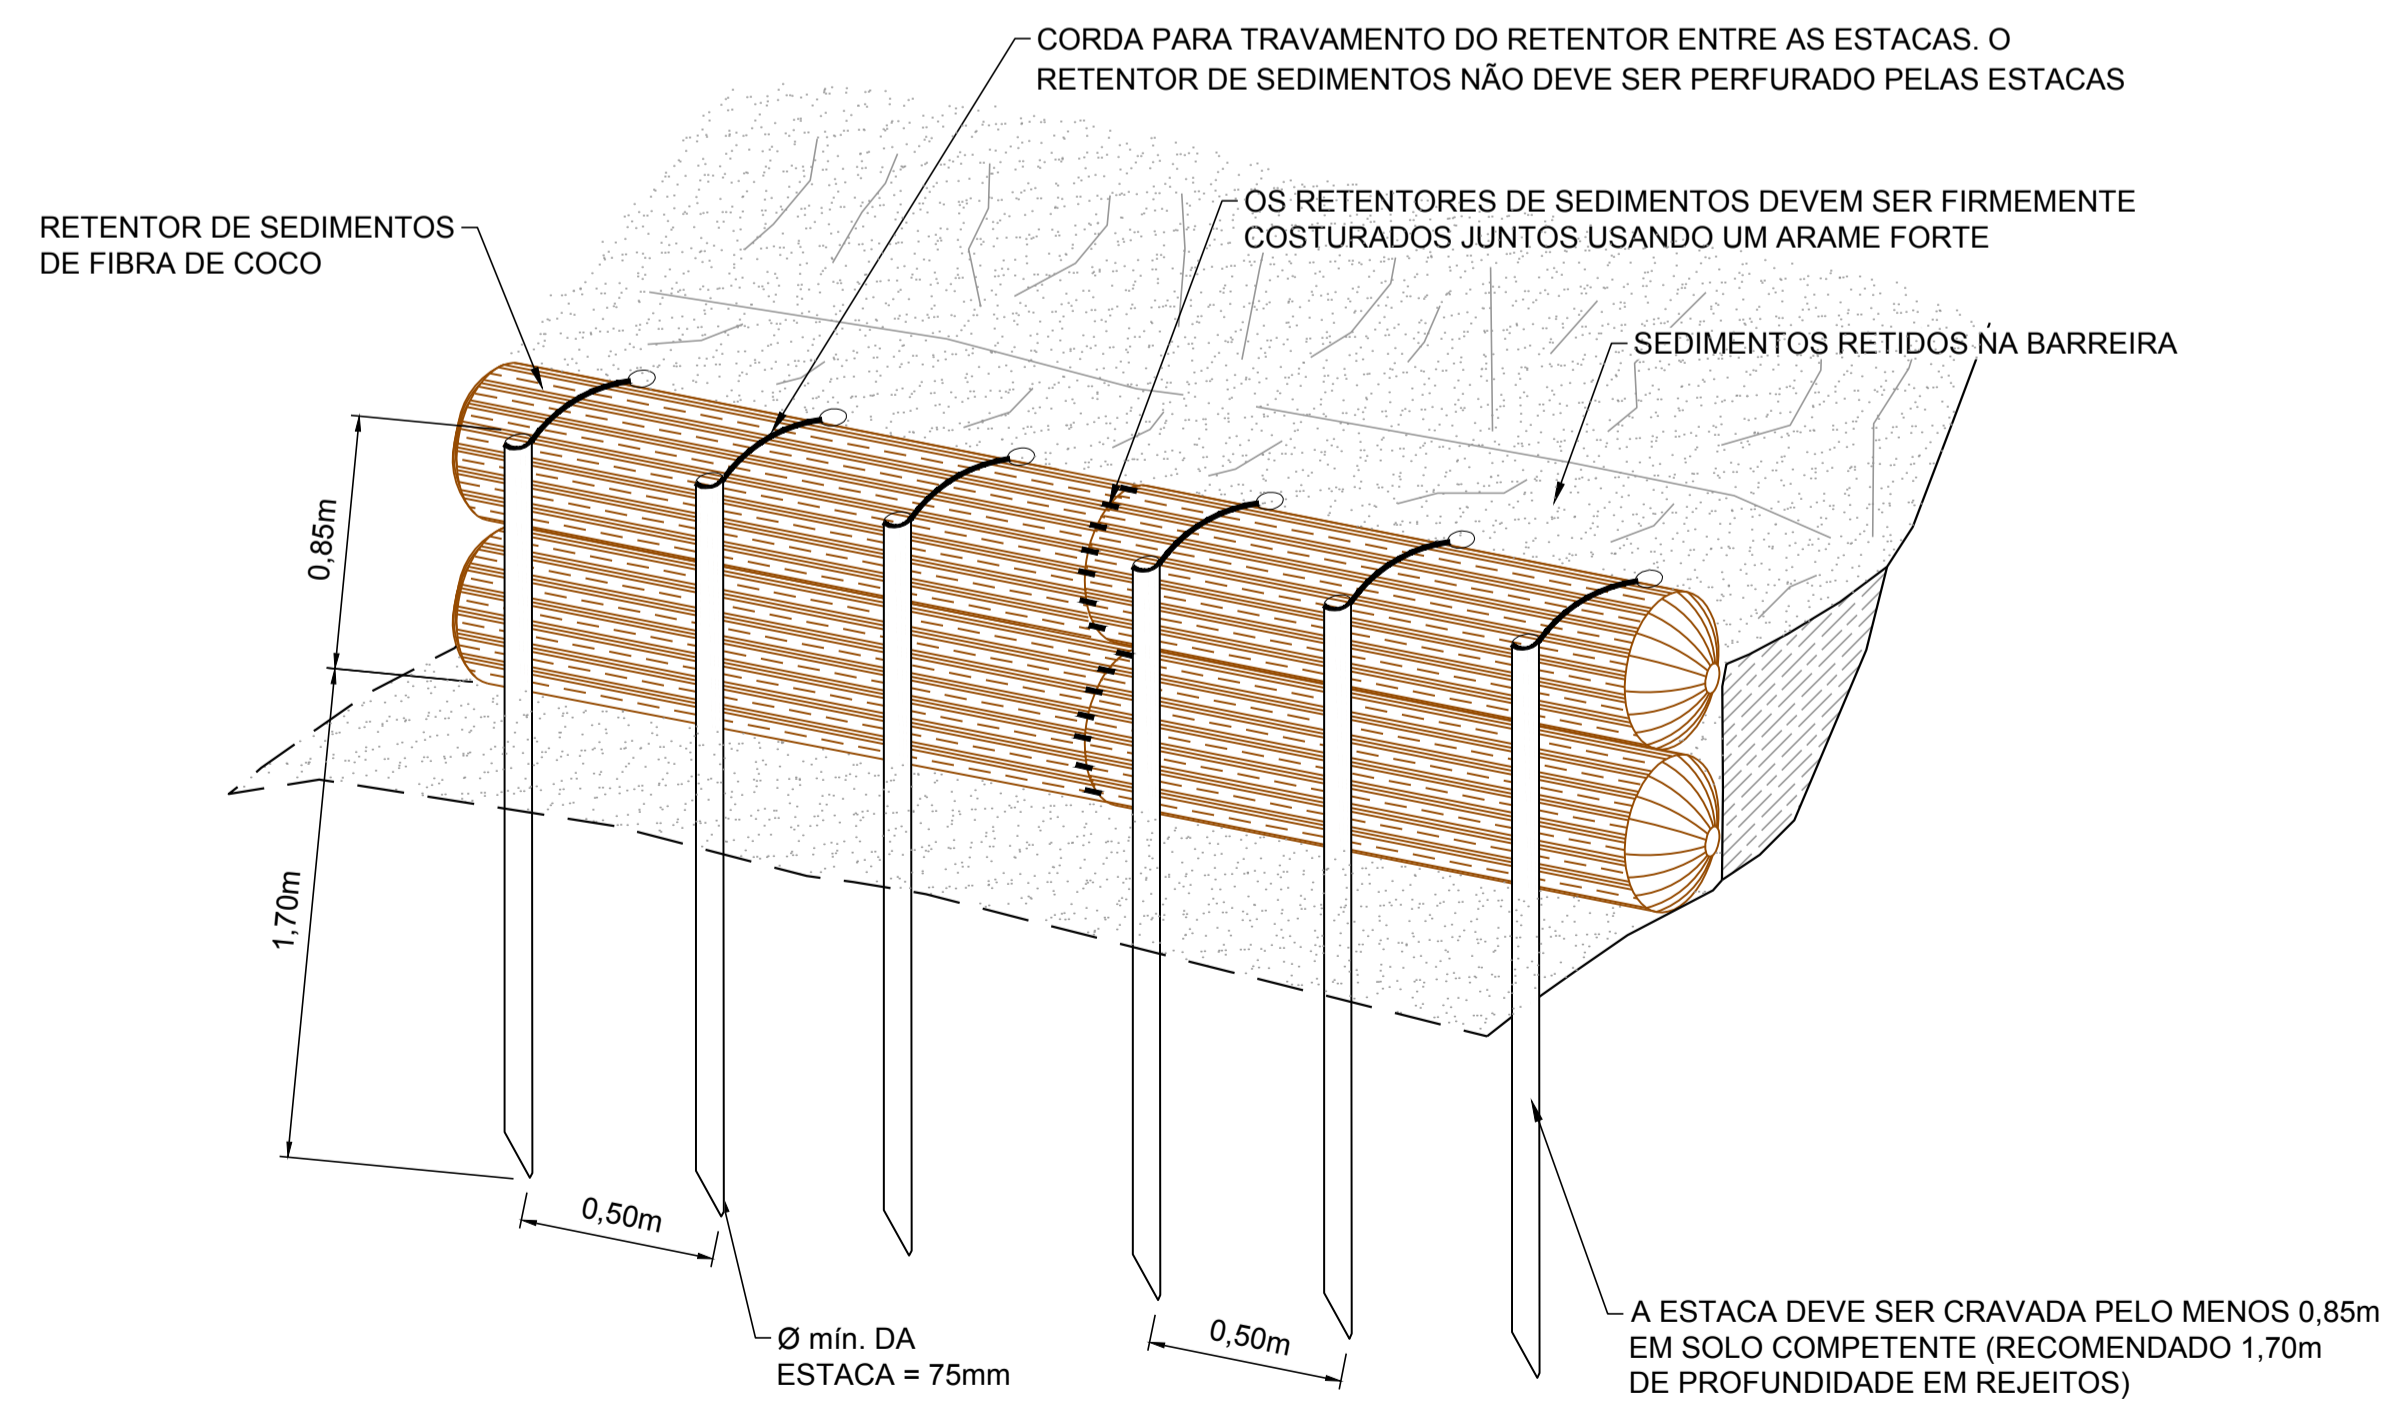 CORDA PARA TRAVAMENTO DO RETENTOR ENTRE AS ESTACAS. O
RETENTOR DE SEDIMENTOS NÃO DEVE SER PERFURADO PELAS ESTACAS
OS RETENTORES DE SEDIMENTOS DEVEM SER FIRMEMENTE
COSTURADOS JUNTOS USANDO UM ARAME FORTE
RETENTOR DE SEDIMENTOS
DE FIBRA DE COCO
SEDIMENTOS RETIDOS NA BARREIRA
0,85m
1,70m
0,50m
0,50m
Ø mín. DA
ESTACA = 75mm
A ESTACA DEVE SER CRAVADA PELO MENOS 0,85m
EM SOLO COMPETENTE (RECOMENDADO 1,70m
DE PROFUNDIDADE EM REJEITOS)